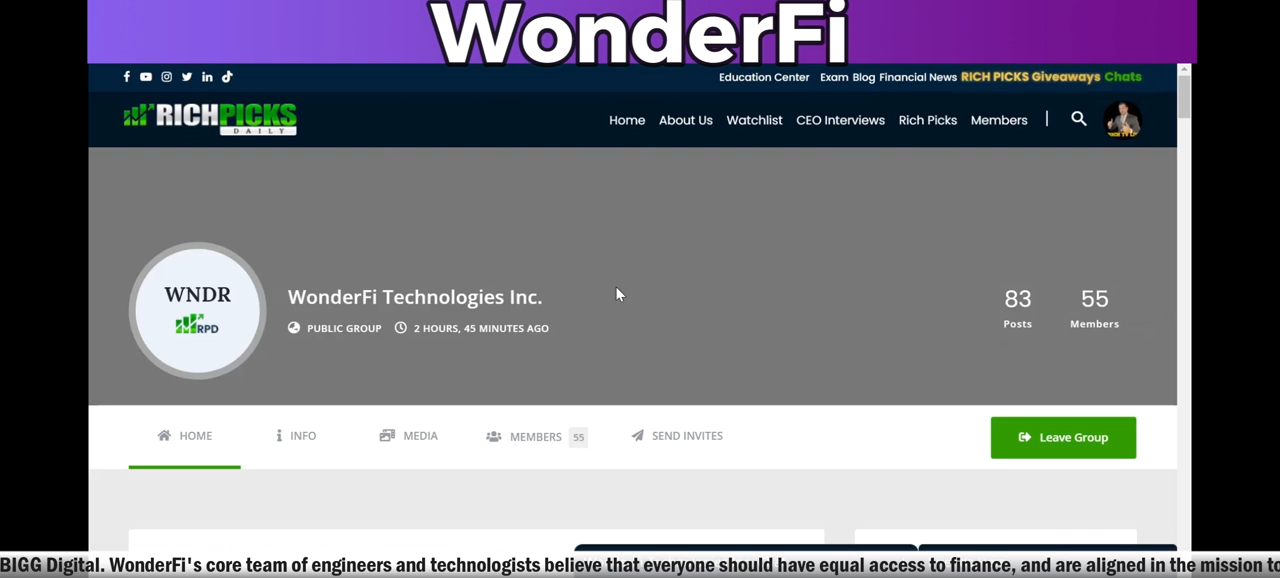 WonderFi
Education Center Exam Blog Financial News RICH PICKS Giveaways Chats
RICHPICKS
DAILY
Home About Us Watchlist CEO Interviews Rich Picks Members
WNDR
RPD
WonderFi Technologies Inc.
PUBLIC GROUP 2 HOURS, 45 MINUTES AGO
83 55
Posts Members
HOME INFO MEDIA MEMBERS 55 SEND INVITES
Leave Group
BIGG Digital. WonderFi's core team of engineers and technologists believe that everyone should have equal access to finance, and are aligned in the mission to